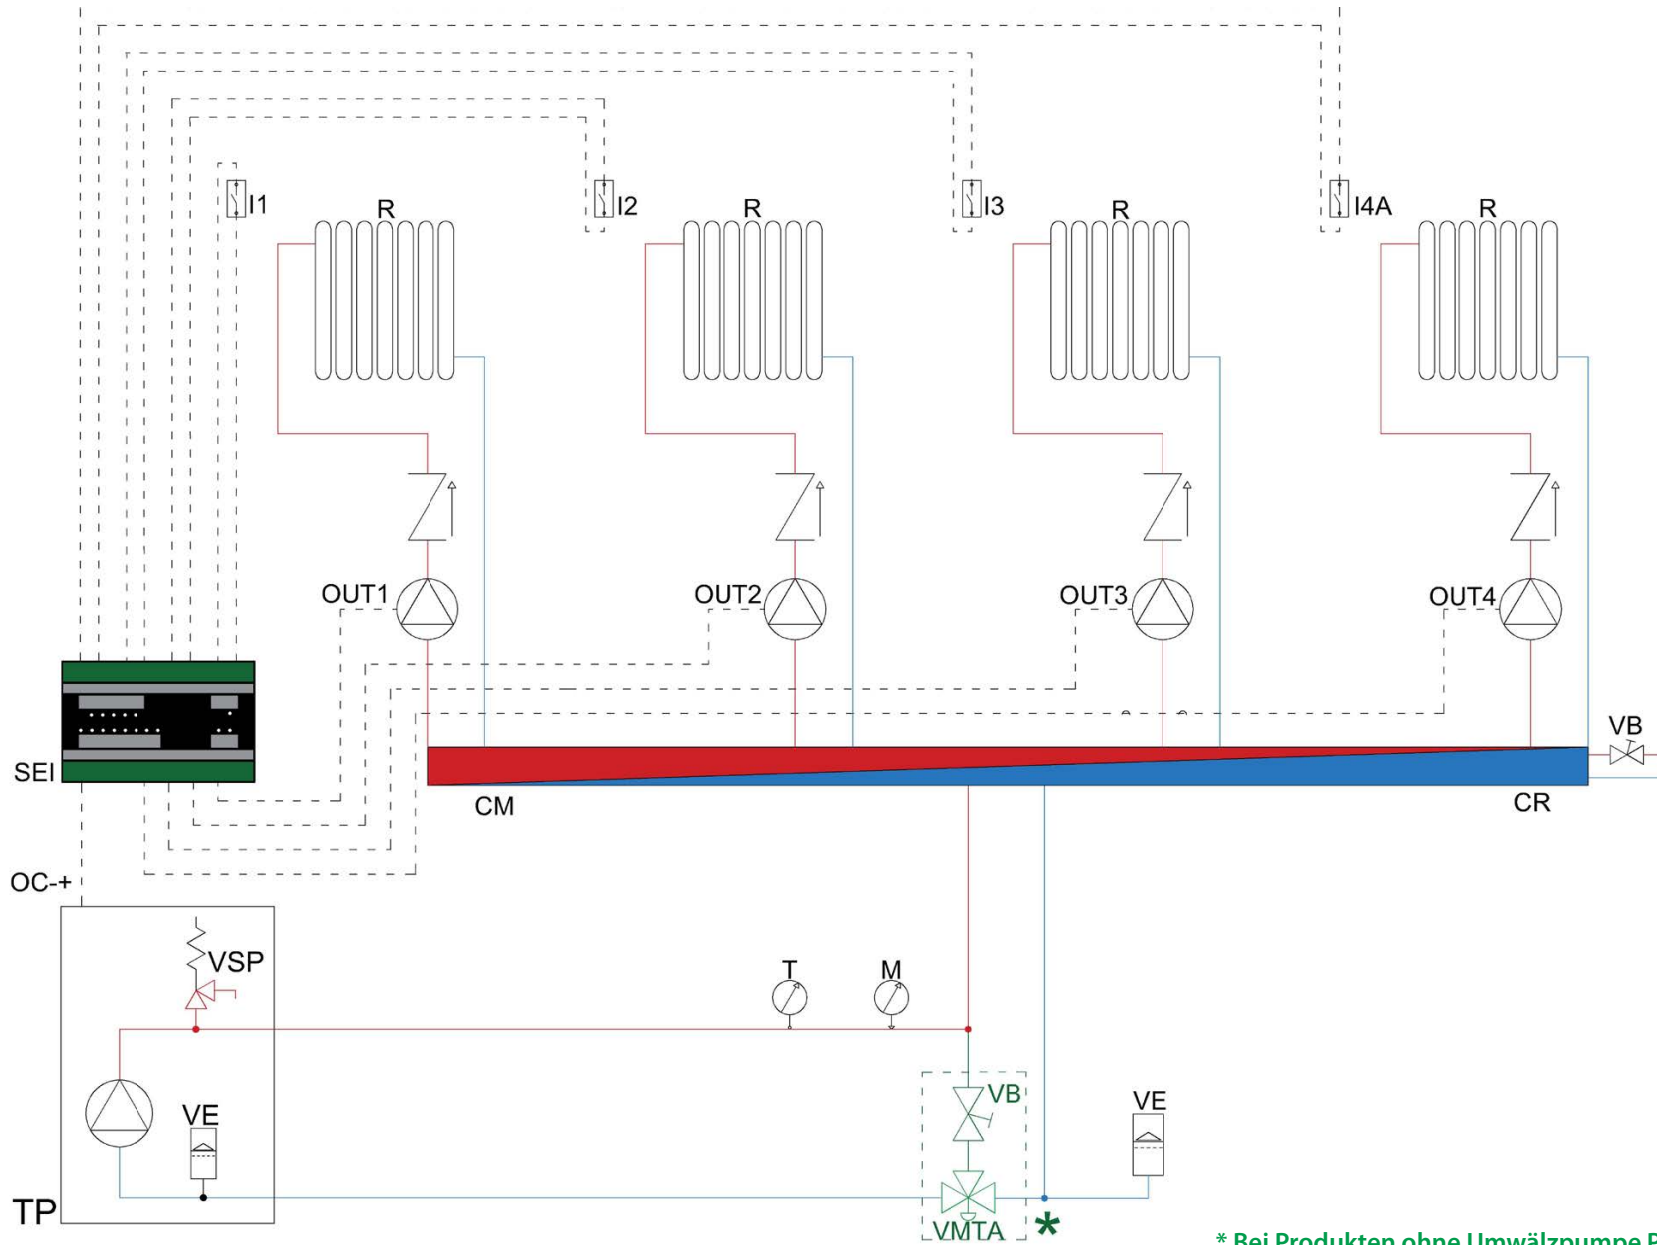 I1
R
I2
R
I3
R
I4A
R
OUT1
OUT2
OUT3
OUT4
VB
SEI
CM
CR
OC-+
VSP
T
M
VE
VB
VE
TP
VMTA
*
* Bei Produkten ohne Umwälzpumpe